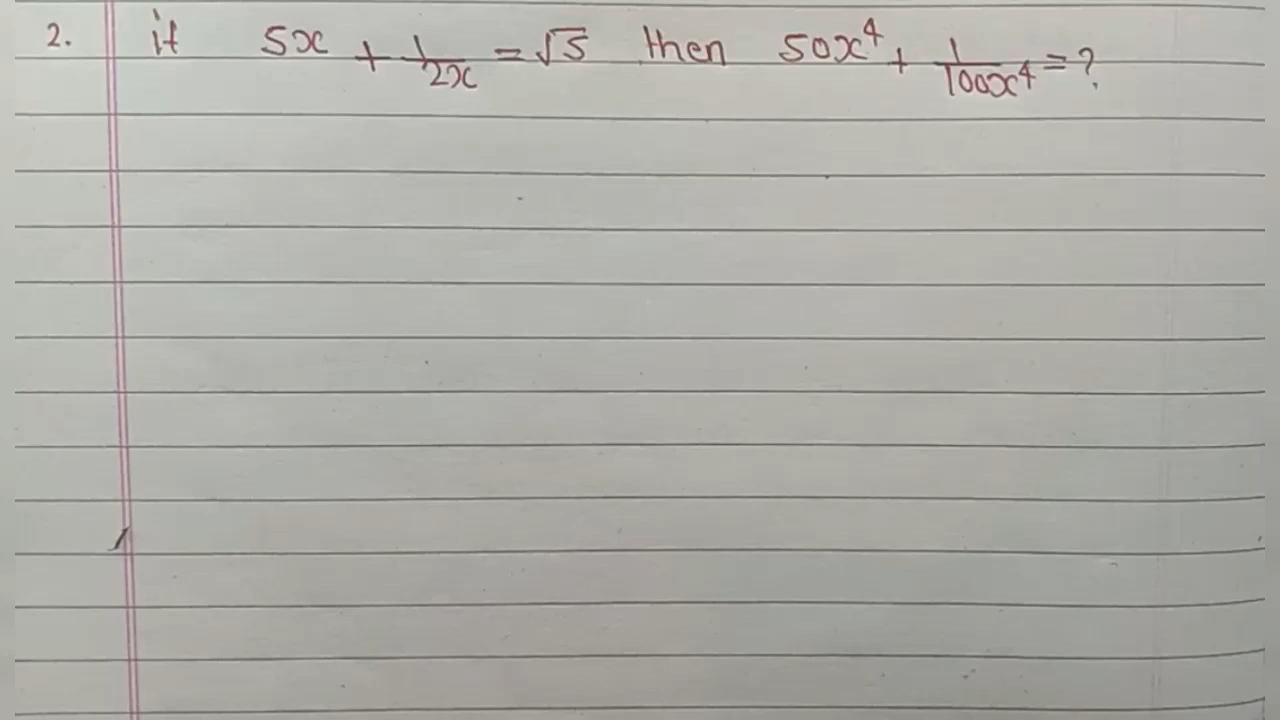 2. if 5x + 1/2x = √5 then 50x⁴ + 1/100x⁴ = ?